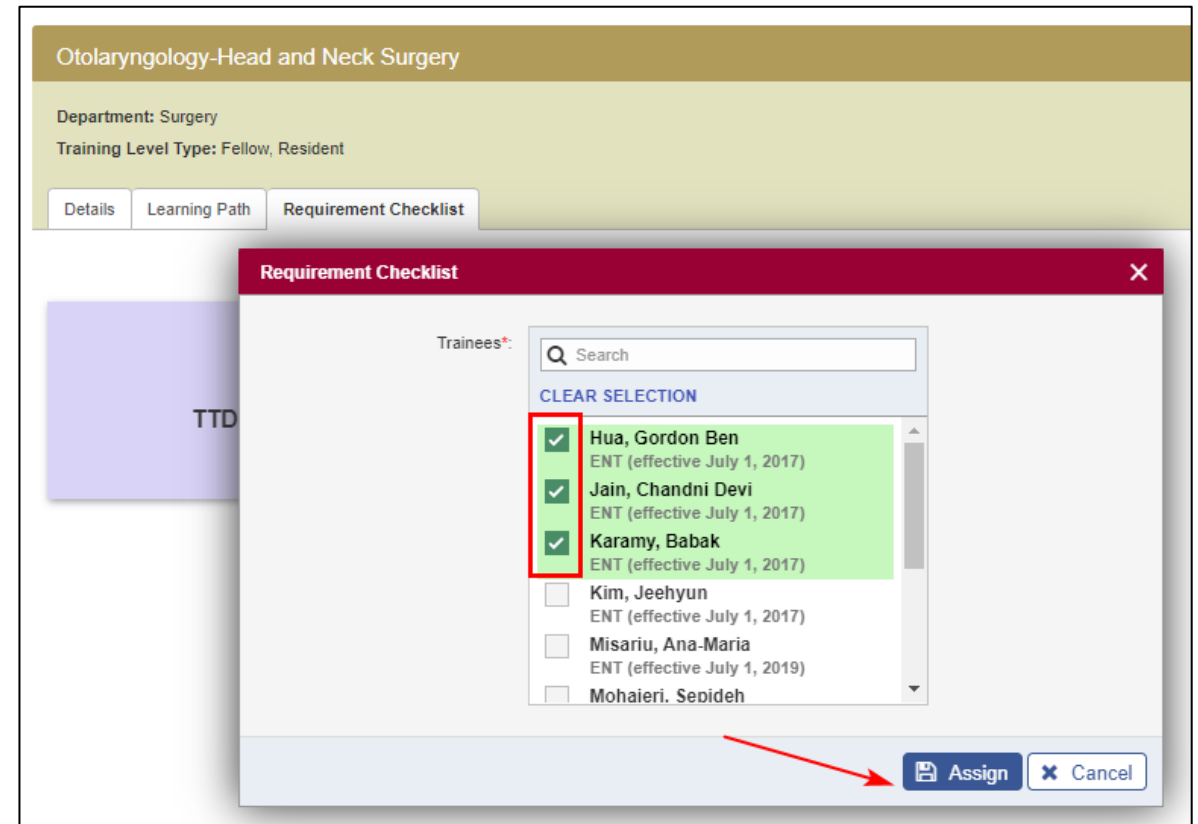 Otolaryngology-Head and Neck Surgery
Department: Surgery
Training Level Type: Fellow, Resident
Details
Learning Path
Requirement Checklist
Requirement Checklist
TTD
Trainees*:
Search
CLEAR SELECTION
Hua, Gordon Ben
ENT (effective July 1, 2017)
Jain, Chandni Devi
ENT (effective July 1, 2017)
Karamy, Babak
ENT (effective July 1, 2017)
Kim, Jeehyun
ENT (effective July 1, 2017)
Misariu, Ana-Maria
ENT (effective July 1, 2019)
Mohajeri, Sepideh
Assign
Cancel